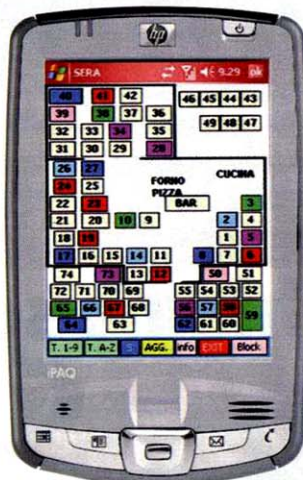 hp
SERA 9.29 ok
40 41 42 46 45 44 43
39 38 37 36 49 48 47
32 33 34 35
31 30 29 28
26 27 CUCINA
24 25 FORNO
PIZZA
22 23 BAR 3
21 20 10 9 2 4
18 19 1 5
17 16 15 14 11 8 7 6
74 73 13 12 50 51
72 71 70 69 55 54 53 52
65 66 67 68 56 57 58 59
64 63 62 61 60
T. 1-9 T. A-Z S AGG. info EXIT Block
iPAQ